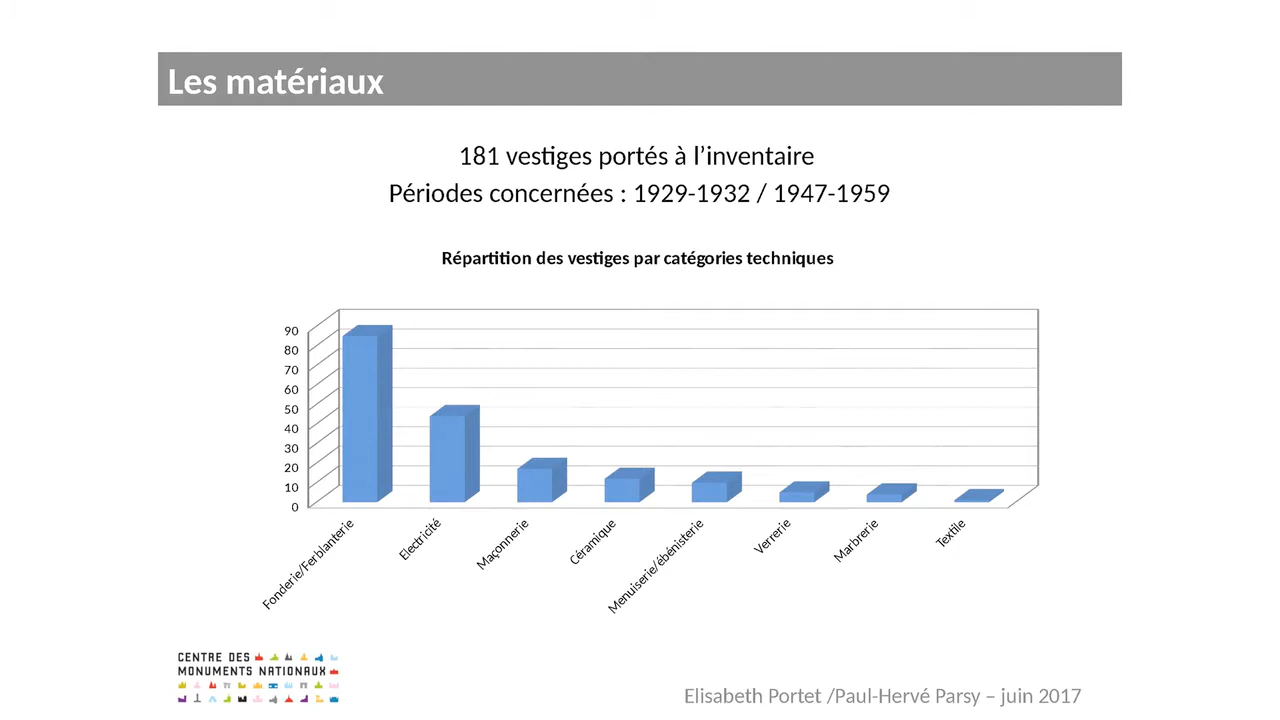 Les matériaux
181 vestiges portés à l’inventaire
Périodes concernées : 1929-1932 / 1947-1959
Répartition des vestiges par catégories techniques
90
80
70
60
50
40
30
20
10
0
Fonderie/Ferblanterie
Electricité
Maçonnerie
Céramique
Menuiserie/ébénisterie
Verrerie
Marbrerie
Textile
CENTRE DES
MONUMENTS NATIONAUX
Elisabeth Portet /Paul-Hervé Parsy – juin 2017